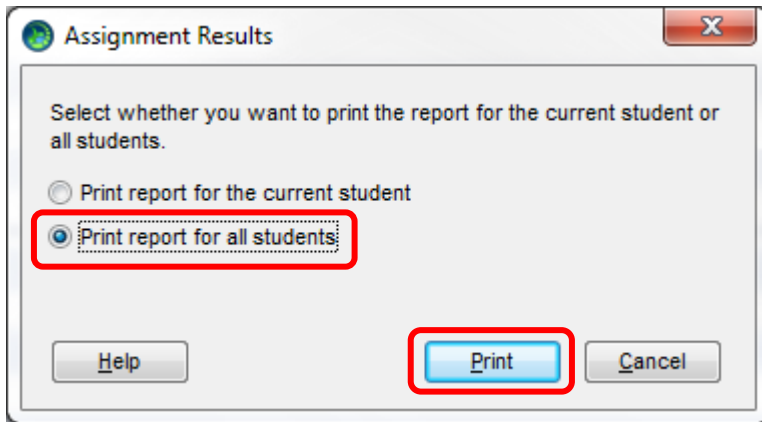 Assignment Results
Select whether you want to print the report for the current student or
all students.
Print report for the current student
Print report for all students
Help Print Cancel